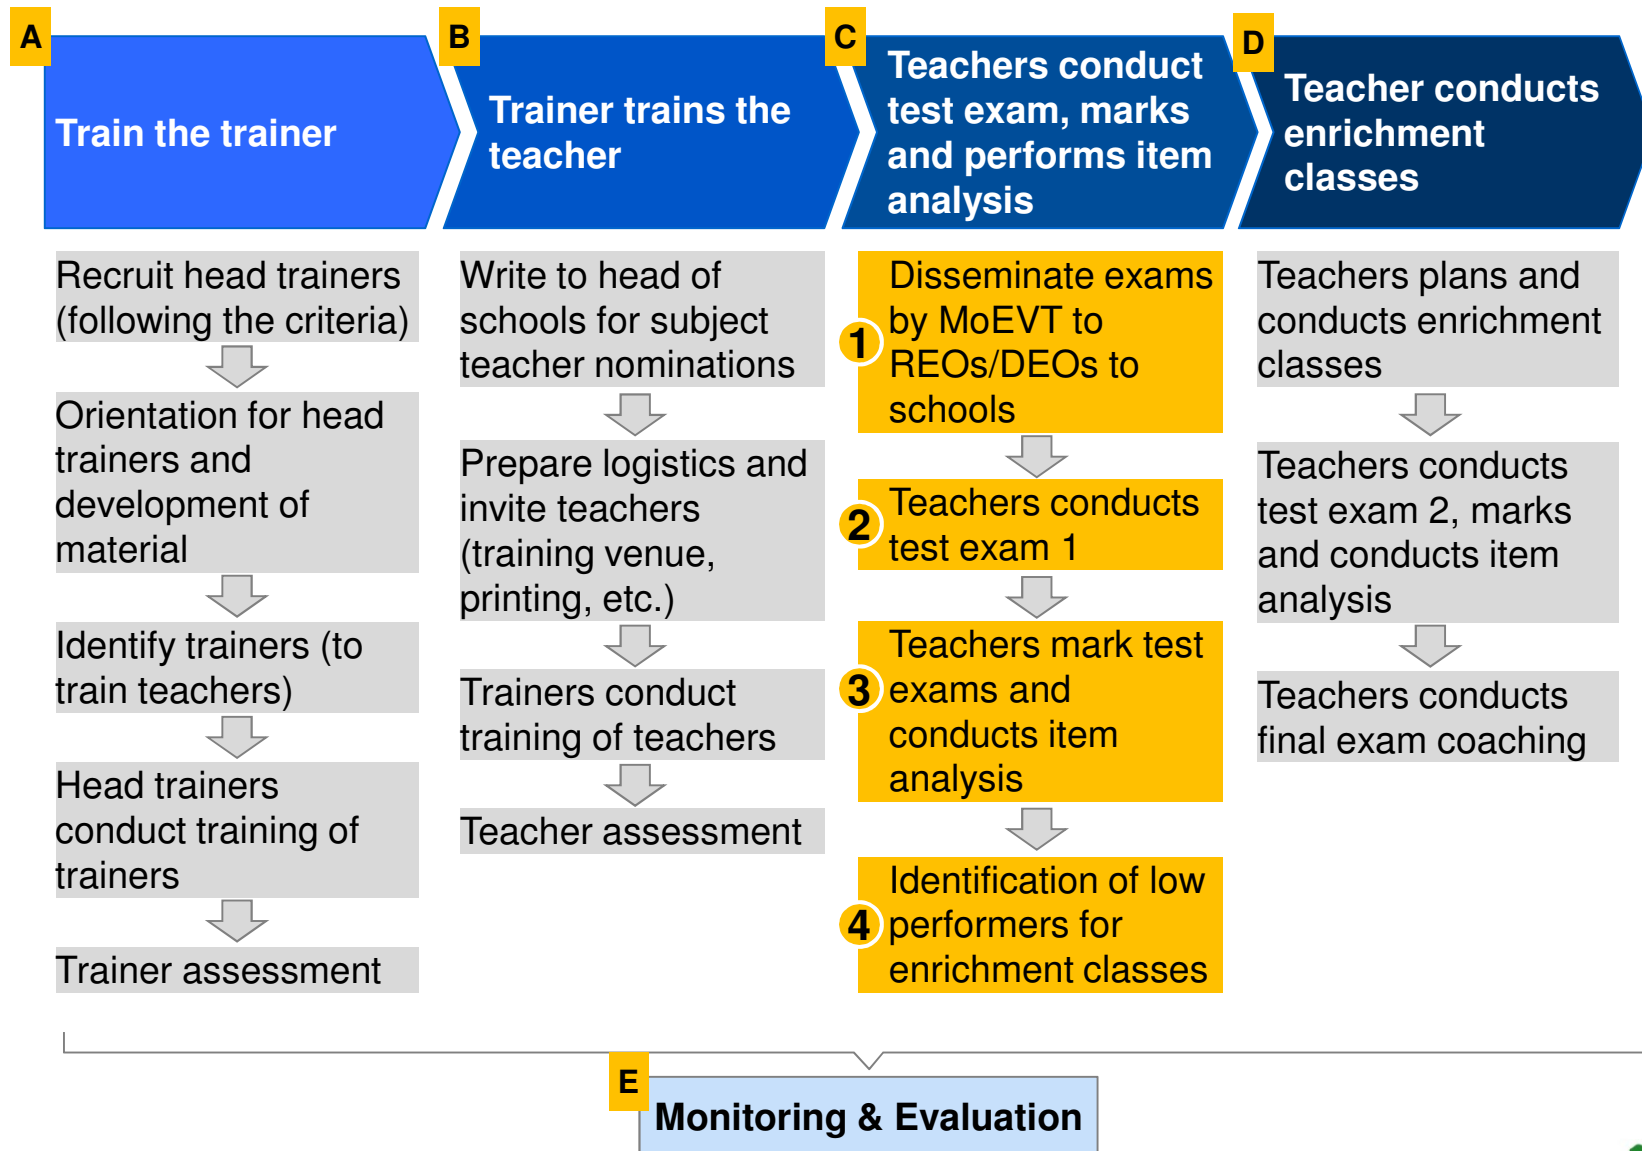 A
Train the trainer
Recruit head trainers
(following the criteria)
Orientation for head
trainers and
development of
material
Identify trainers (to
train teachers)
Head trainers
conduct training of
trainers
Trainer assessment
B
Trainer trains the
teacher
Write to head of
schools for subject
teacher nominations
Prepare logistics and
invite teachers
(training venue,
printing, etc.)
Trainers conduct
training of teachers
Teacher assessment
C
Teachers conduct
test exam, marks
and performs item
analysis
1
Disseminate exams
by MoEVT to
REOs/DEOs to
schools
2
Teachers conducts
test exam 1
3
Teachers mark test
exams and
conducts item
analysis
4
Identification of low
performers for
enrichment classes
D
Teacher conducts
enrichment
classes
Teachers plans and
conducts enrichment
classes
Teachers conducts
test exam 2, marks
and conducts item
analysis
Teachers conducts
final exam coaching
E
Monitoring & Evaluation